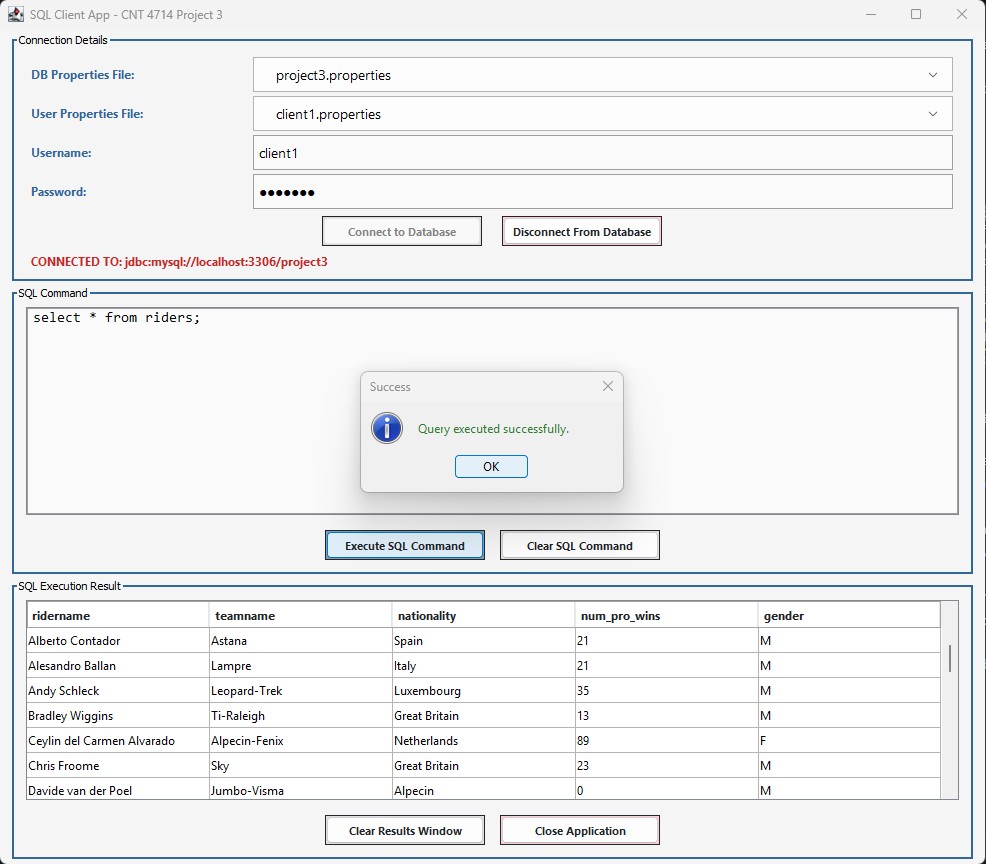 SQL Client App - CNT 4714 Project 3
Connection Details
DB Properties File: project3.properties
User Properties File: client1.properties
Username: client1
Password: ●●●●●●●
Connect to Database Disconnect From Database
CONNECTED TO: jdbc:mysql://localhost:3306/project3
SQL Command
select * from riders;
Success
Query executed successfully.
OK
Execute SQL Command Clear SQL Command
SQL Execution Result
ridername teamname nationality num_pro_wins gender
Alberto Contador Astana Spain 21 M
Alesandro Ballan Lampre Italy 21 M
Andy Schleck Leopard-Trek Luxembourg 35 M
Bradley Wiggins Ti-Raleigh Great Britain 13 M
Ceylin del Carmen Alvarado Alpecin-Fenix Netherlands 89 F
Chris Froome Sky Great Britain 23 M
Davide van der Poel Jumbo-Visma Alpecin 0 M
Clear Results Window Close Application